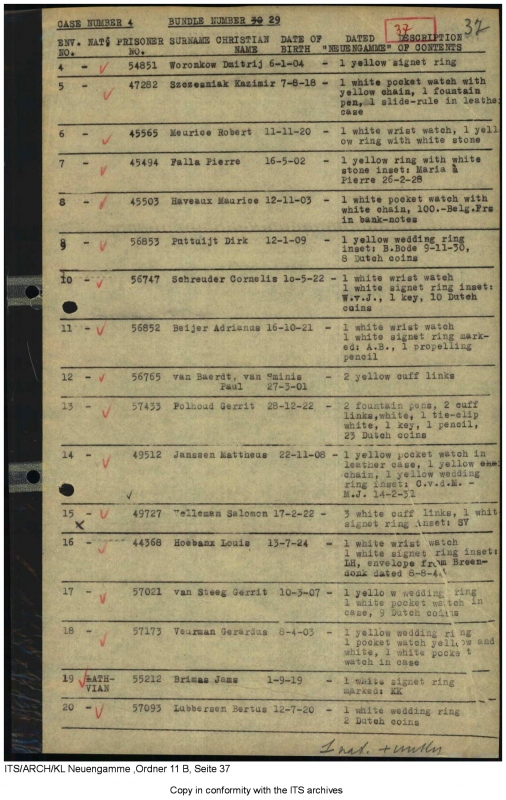 CASE NUMBER 4 BUNDLE NUMBER 30 29
37 37
ENV. NAT. PRISONER SURNAME CHRISTIAN DATE OF DATED DESCRIPTION
NO. NO. NAME BIRTH "NEUENGAMME" OF CONTENTS
4 - 54851 Woronkow Dmitrij 6-1-04 - 1 yellow signet ring
5 - 47282 Szczesniak Kazimir 7-8-18 - 1 white pocket watch with
yellow chain, 1 fountain
pen, 1 slide-rule in leathe
case
6 - 45565 Meurice Robert 11-11-20 - 1 white wrist watch, 1 yell
ow ring with white stone
7 - 45494 Falla Pierre 16-5-02 - 1 yellow ring with white
stone inset: Maria &
Pierre 26-2-28
8 - 45503 Haveaux Maurice 12-11-03 - 1 white pocket watch with
white chain, 100.-Belg.Frs
in bank-notes
9 - 56853 Puttuijt Dirk 12-1-09 - 1 yellow wedding ring
inset: B.Bode 9-11-30,
8 Dutch coins
10 - 56747 Schreuder Cornelis 10-5-22 - 1 white wrist watch
1 white signet ring inset:
W.v.J., 1 key, 10 Dutch
coins
11 - 56852 Beijer Adrianus 16-10-21 - 1 white wrist watch
1 white signet ring mark-
ed: A.B., 1 propelling
pencil
12 - 56765 van Baerdt, van Sminia - 2 yellow cuff links
Paul 27-3-01
13 - 57433 Polhoud Gerrit 28-12-22 - 2 fountain pens, 2 cuff
links,white, 1 tie-clip
white, 1 key, 1 pencil,
23 Dutch coins
14 - 49512 Janssen Mattheus 22-11-08 - 1 yellow pocket watch in
leather case, 1 yellow
chain, 1 yellow wedding
ring inset: C.v.d.M. -
M.J. 14-2-31
15 - 49727 Velleman Salomon 17-2-22 - 3 white cuff links, 1 whit
signet ring inset: SV
16 - 44368 Hoebanx Louis 13-7-24 - 1 white wrist watch
1 white signet ring inset:
LH, envelope from Breen-
donk dated 8-8-4
17 - 57021 van Steeg Gerrit 10-3-07 - 1 yellow wedding ring
1 white pocket watch in
case, 9 Dutch coins
18 - 57173 Veurman Gerardus 8-4-03 - 1 yellow wedding ring
1 pocket watch yellow and
white, 1 white pocket
watch in case
19 LATH- 55212 Brimas Jams 1-9-19 - 1 white signet ring
VIAN marked: KK
20 - 57093 Lubbersen Bertus 12-7-20 - 1 white wedding ring
2 Dutch coins
ITS/ARCH/KL Neuengamme ,Ordner 11 B, Seite 37
Copy in conformity with the ITS archives